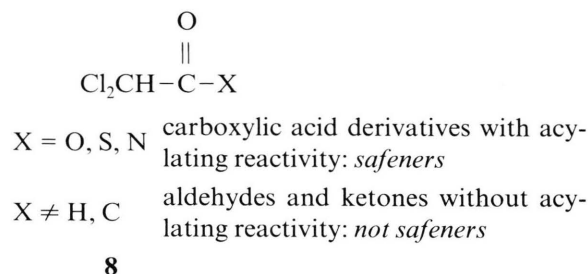 O
||
Cl₂CH–C–X
X = O, S, N carboxylic acid derivatives with acy-
lating reactivity: safeners
X ≠ H, C aldehydes and ketones without acy-
lating reactivity: not safeners
8